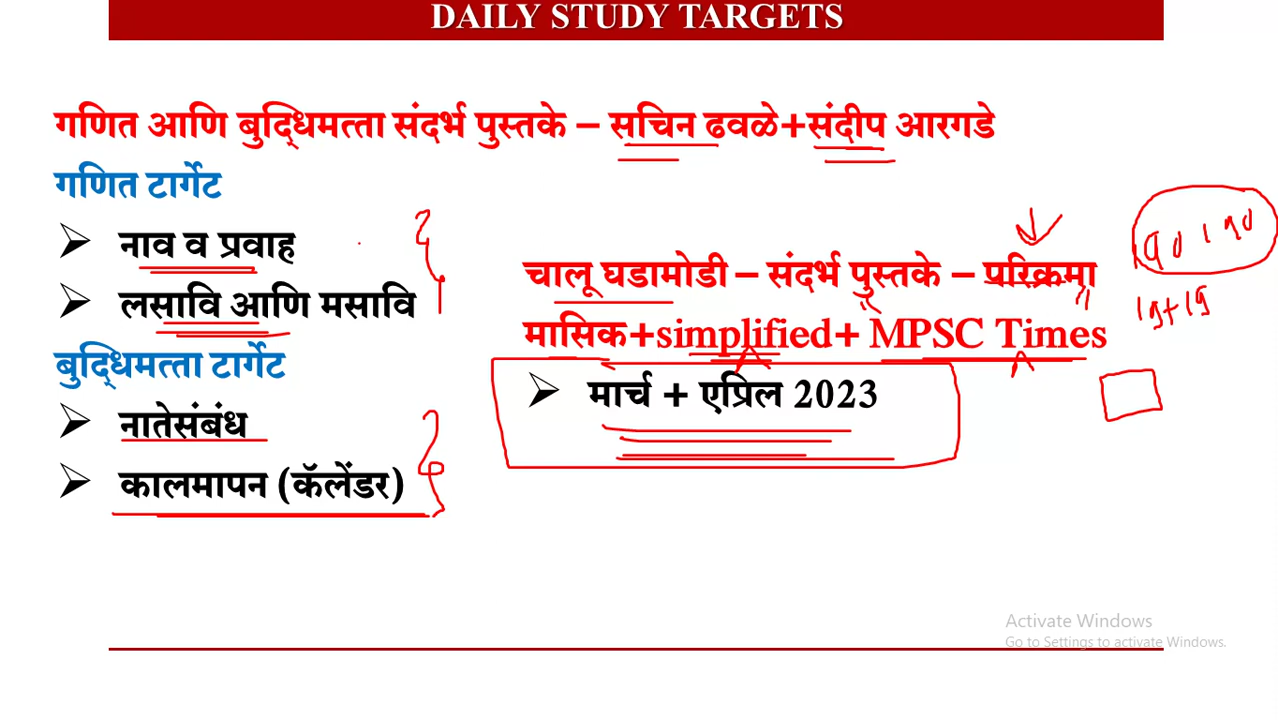 DAILY STUDY TARGETS
गणित आणि बुद्धिमत्ता संदर्भ पुस्तके – सचिन ढवळे+संदीप आरगडे
गणित टार्गेट
➢ नाव व प्रवाह
➢ लसावि आणि मसावि
बुद्धिमत्ता टार्गेट
➢ नातेसंबंध
➢ कालमापन (कॅलेंडर)
चालू घडामोडी – संदर्भ पुस्तके – परिक्रमा
मासिक+simplified+ MPSC Times
➢ मार्च + एप्रिल 2023
Activate Windows
Go to Settings to activate Windows.